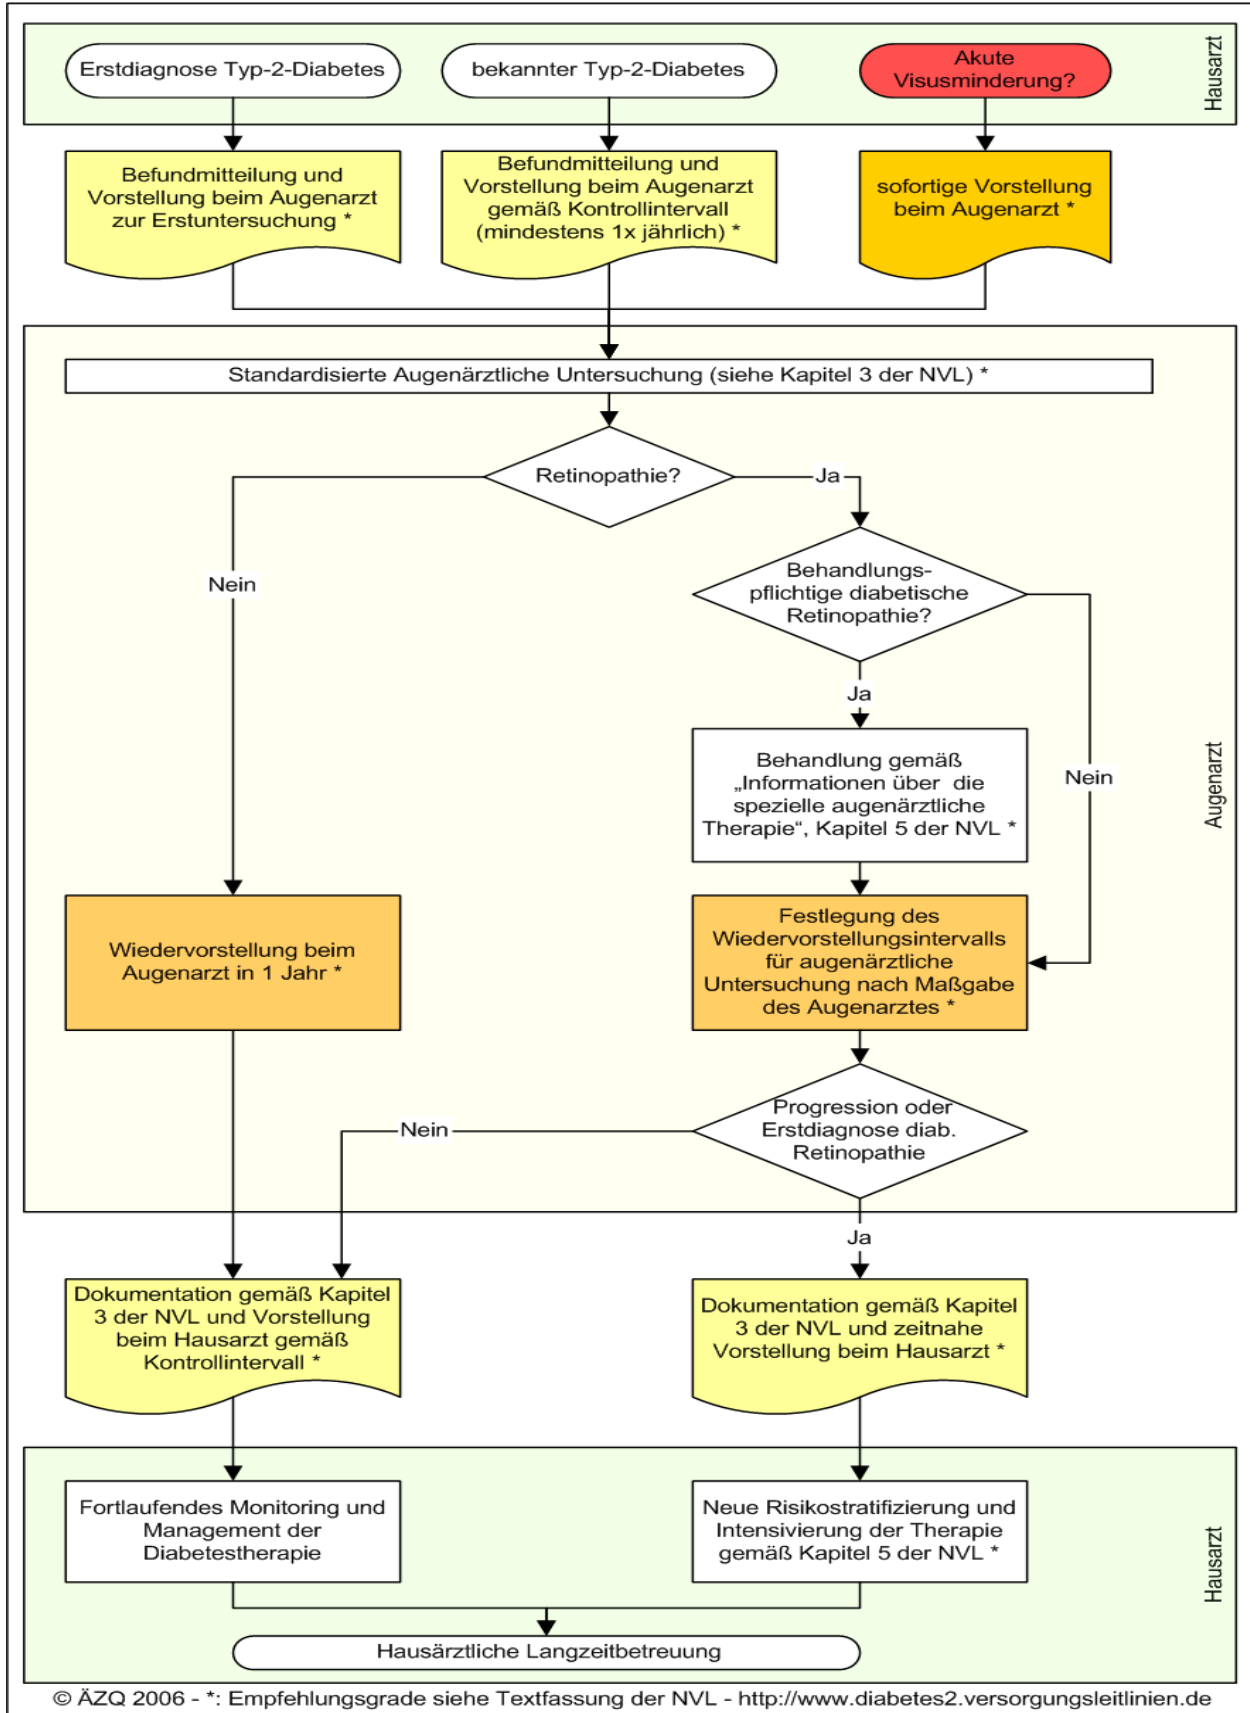 Hausarzt
Erstdiagnose Typ-2-Diabetes
bekannter Typ-2-Diabetes
Akute
Visusminderung?
Befundmitteilung und
Vorstellung beim Augenarzt
zur Erstuntersuchung *
Befundmitteilung und
Vorstellung beim Augenarzt
gemäß Kontrollintervall
(mindestens 1x jährlich) *
sofortige Vorstellung
beim Augenarzt *
Augenarzt
Standardisierte Augenärztliche Untersuchung (siehe Kapitel 3 der NVL) *
Retinopathie?
Ja
Nein
Behandlungs-
pflichtige diabetische
Retinopathie?
Ja
Nein
Behandlung gemäß
„Informationen über die
spezielle augenärztliche
Therapie“, Kapitel 5 der NVL *
Wiedervorstellung beim
Augenarzt in 1 Jahr *
Festlegung des
Wiedervorstellungsintervalls
für augenärztliche
Untersuchung nach Maßgabe
des Augenarztes *
Progression oder
Erstdiagnose diab.
Retinopathie
Nein
Ja
Dokumentation gemäß Kapitel
3 der NVL und Vorstellung
beim Hausarzt gemäß
Kontrollintervall *
Dokumentation gemäß Kapitel
3 der NVL und zeitnahe
Vorstellung beim Hausarzt *
Hausarzt
Fortlaufendes Monitoring und
Management der
Diabetestherapie
Neue Risikostratifizierung und
Intensivierung der Therapie
gemäß Kapitel 5 der NVL *
Hausärztliche Langzeitbetreuung
© ÄZQ 2006 - *: Empfehlungsgrade siehe Textfassung der NVL - http://www.diabetes2.versorgungsleitlinien.de